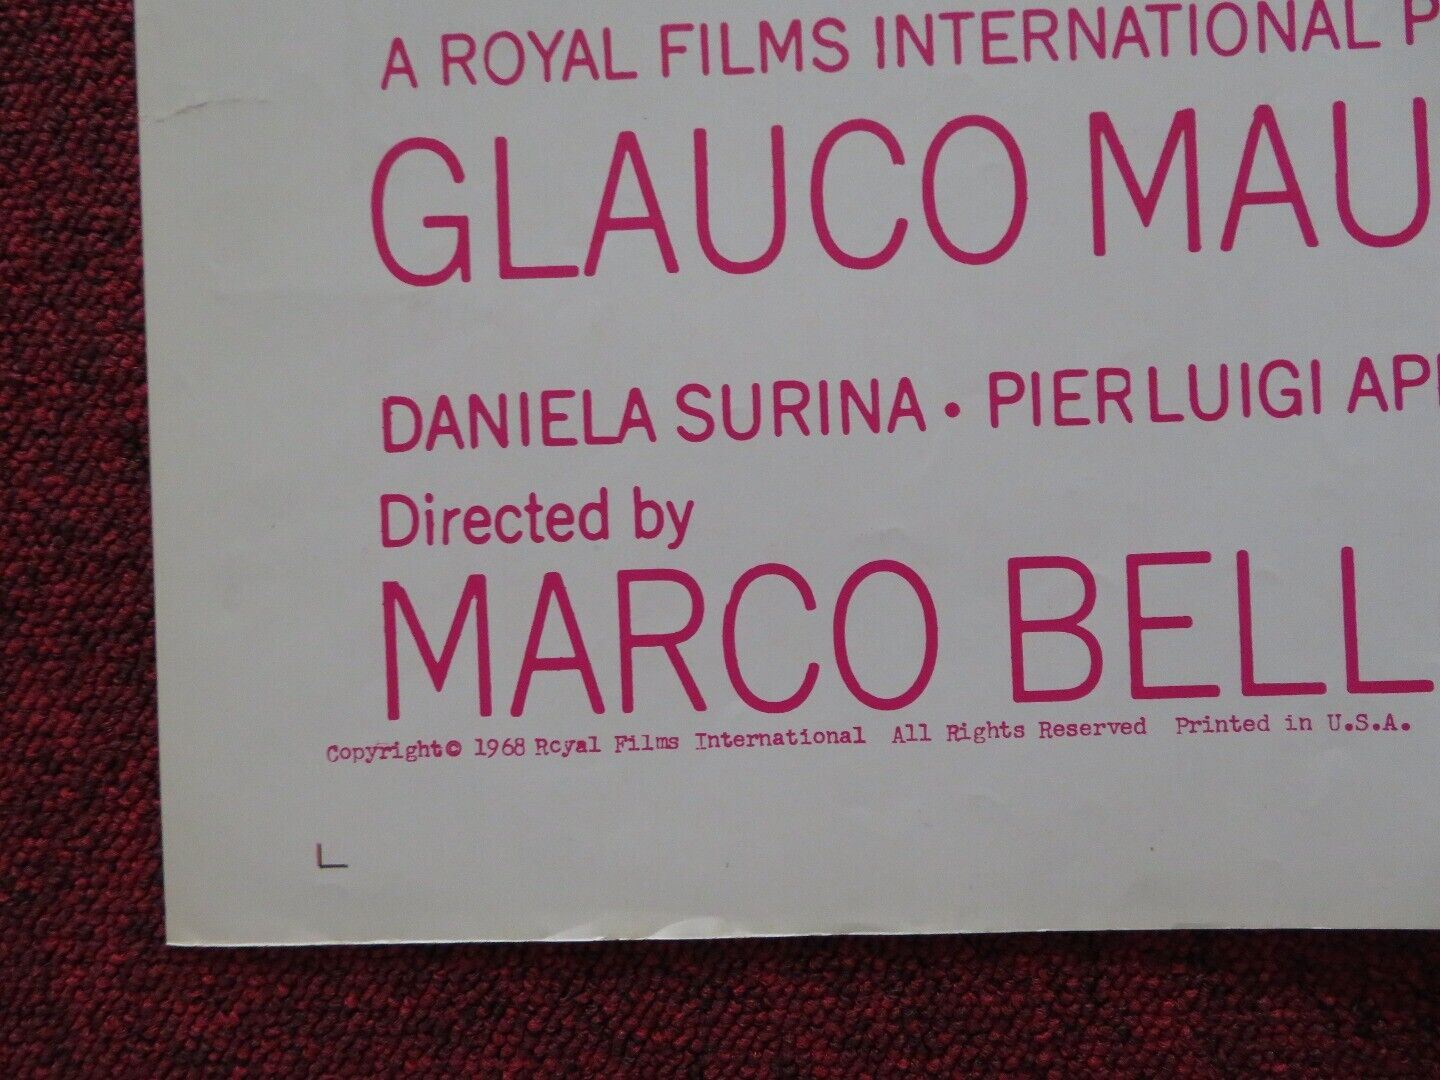 A ROYAL FILMS INTERNATIONAL P
GLAUCO MAU
DANIELA SURINA • PIERLUIGI AP
Directed by
MARCO BELL
Copyright © 1968 Royal Films International All Rights Reserved Printed in U.S.A.